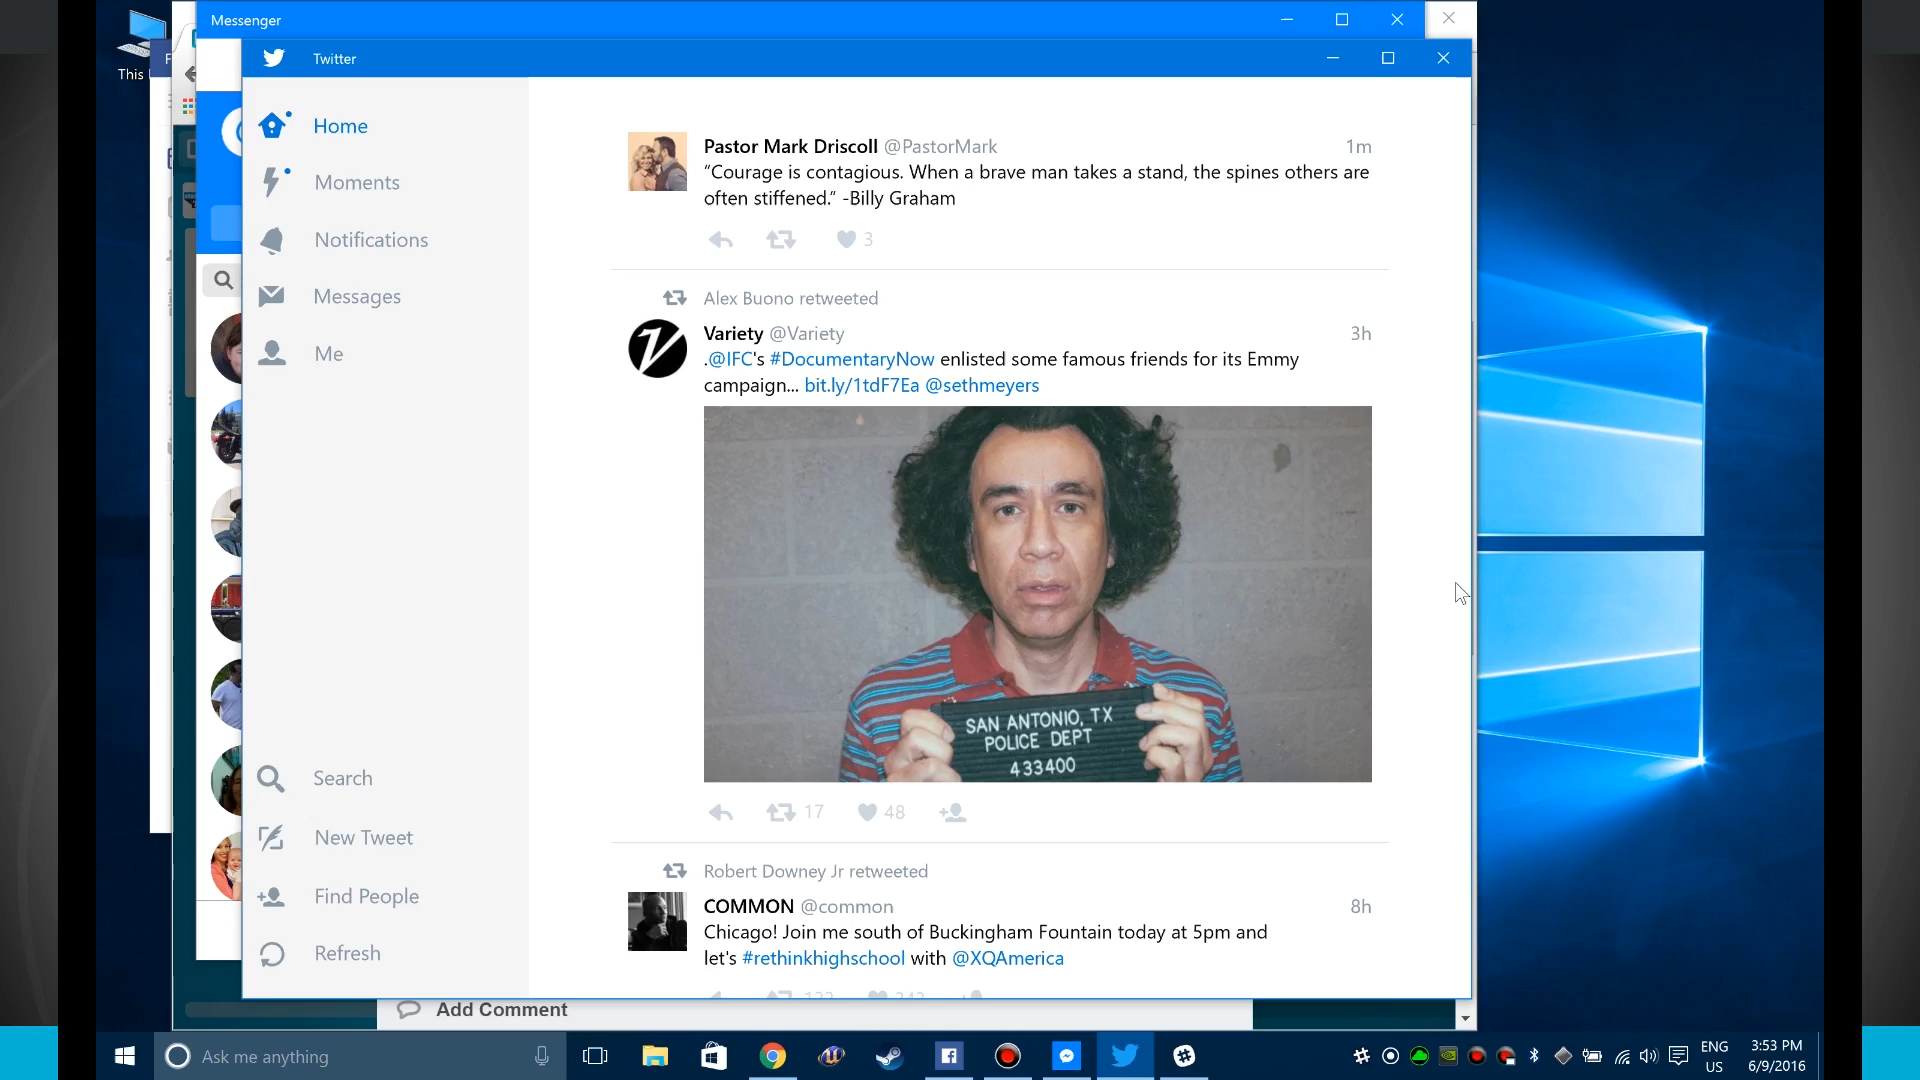 Messenger
This
F
Twitter
Home
Moments
Notifications
Messages
Me
Search
New Tweet
Find People
Refresh
Pastor Mark Driscoll @PastorMark 1m
“Courage is contagious. When a brave man takes a stand, the spines others are
often stiffened.” -Billy Graham
3
Alex Buono retweeted
Variety @Variety 3h
.@IFC's #DocumentaryNow enlisted some famous friends for its Emmy
campaign... bit.ly/1tdF7Ea @sethmeyers
SAN ANTONIO, TX
POLICE DEPT
433400
17 48
Robert Downey Jr retweeted
COMMON @common 8h
Chicago! Join me south of Buckingham Fountain today at 5pm and
let's #rethinkhighschool with @XQAmerica
Add Comment
Ask me anything
ENG
US
3:53 PM
6/9/2016